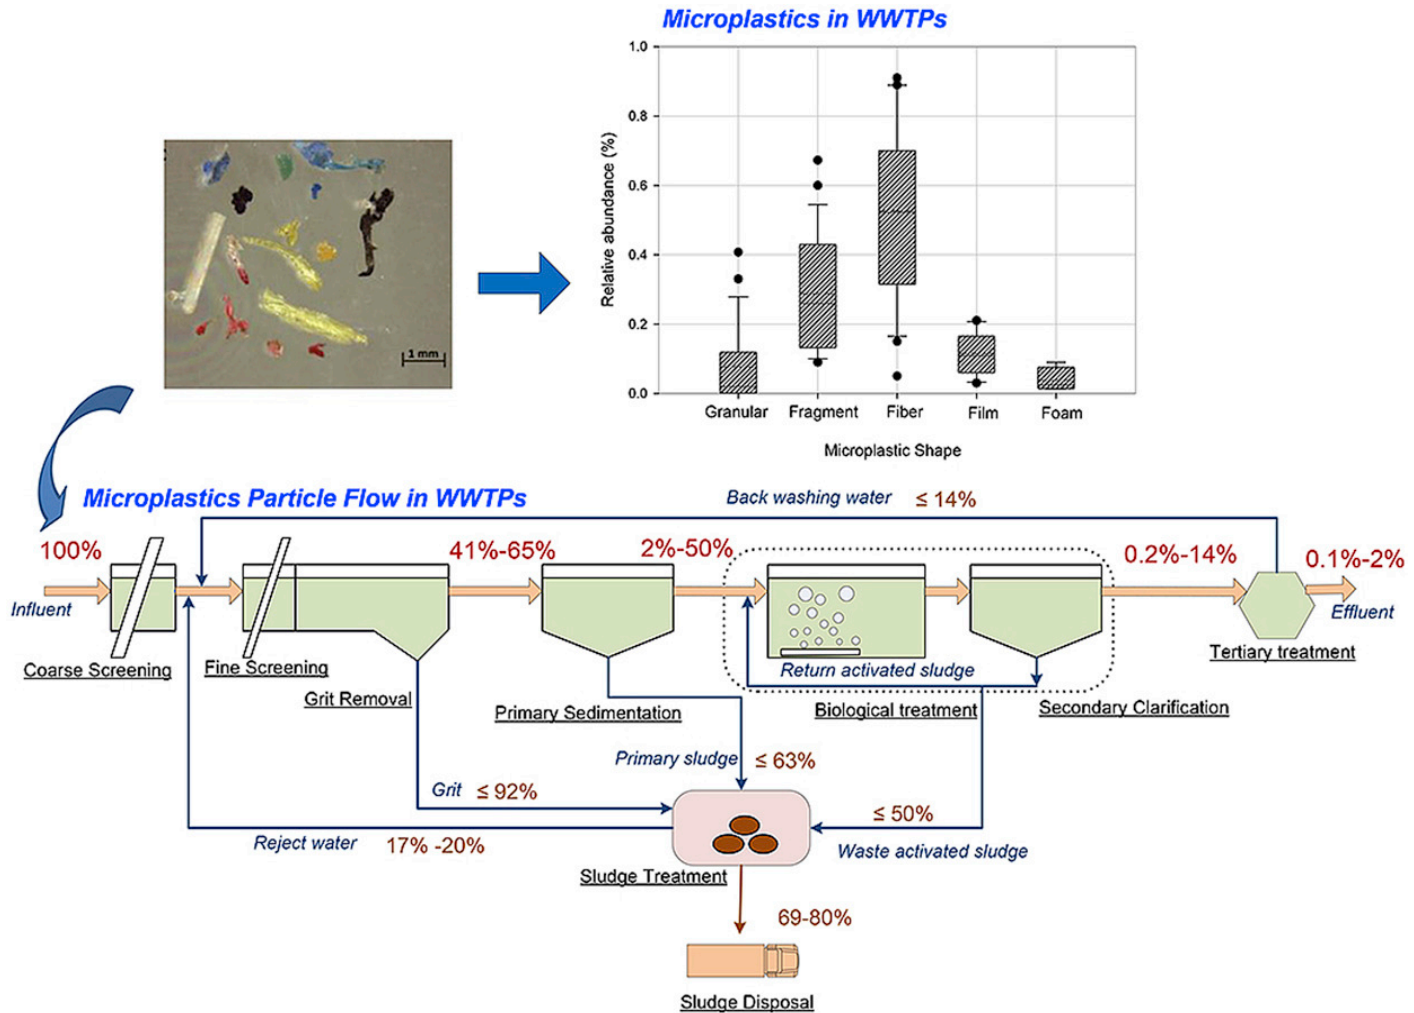 Microplastics in WWTPs
1.0
0.8
0.6
0.4
0.2
0.0
Relative abundance (%)
Granular Fragment Fiber Film Foam
Microplastic Shape
1 mm
Microplastics Particle Flow in WWTPs
Back washing water ≤ 14%
100%
41%-65%
2%-50%
0.2%-14%
0.1%-2%
Influent
Effluent
Coarse Screening
Fine Screening
Grit Removal
Primary Sedimentation
Return activated sludge
Biological treatment
Secondary Clarification
Tertiary treatment
Primary sludge ≤ 63%
Grit ≤ 92%
≤ 50%
Reject water 17% -20%
Waste activated sludge
Sludge Treatment
69-80%
Sludge Disposal